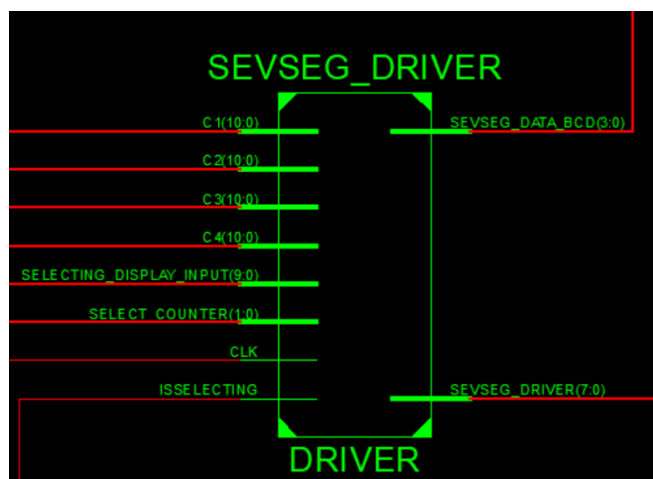 SEVSEG_DRIVER
C1(10:0)
SEVSEG_DATA_BCD(3:0)
C2(10:0)
C3(10:0)
C4(10:0)
SELECTING_DISPLAY_INPUT(9:0)
SELECT_COUNTER(1:0)
CLK
ISSELECTING
SEVSEG_DRIVER(7:0)
DRIVER